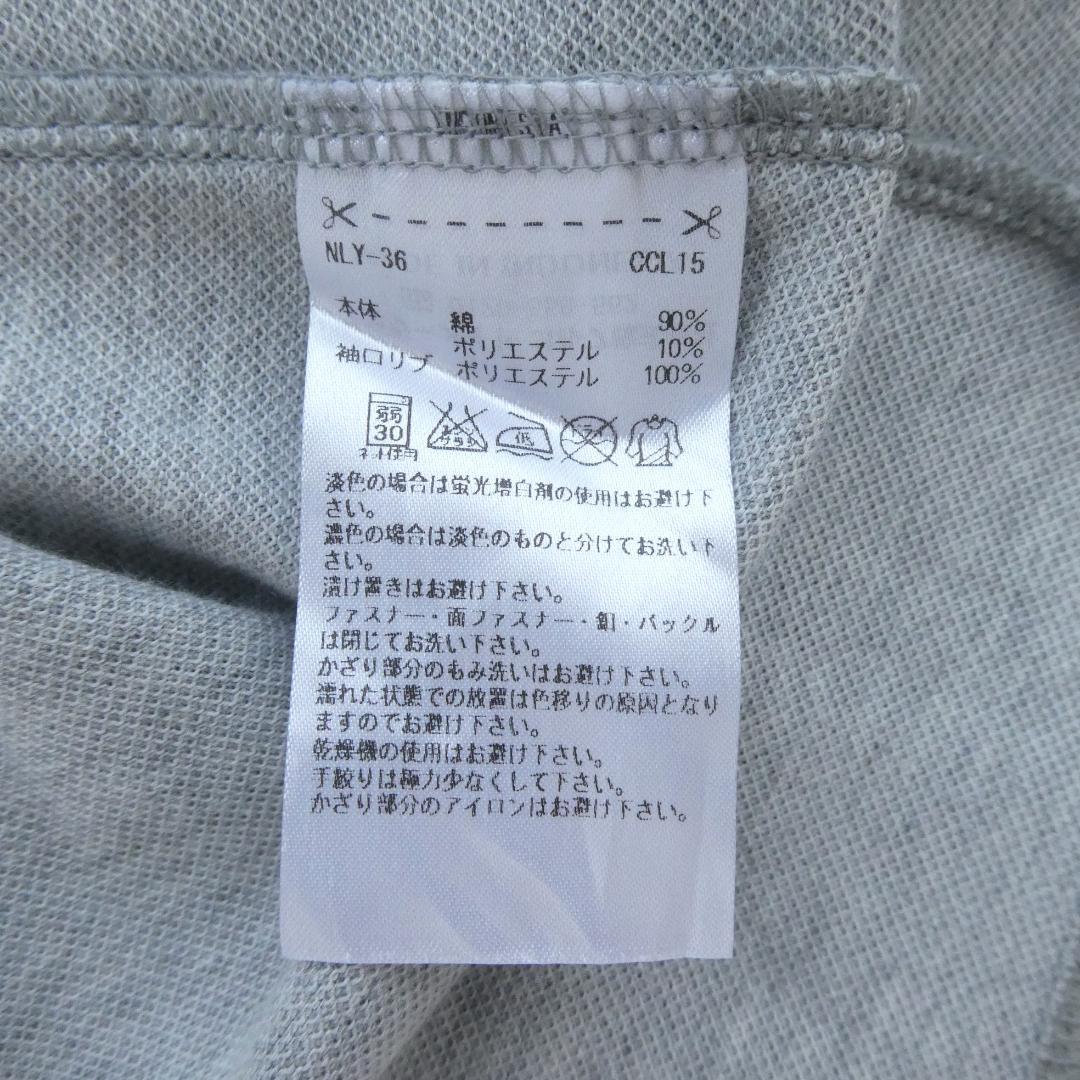 NLY-36 CCL15
本体 綿 90%
ポリエステル 10%
袖口リブ ポリエステル 100%
弱
30
ネット使用
エンソ
サラシ
低
ドライ
淡色の場合は蛍光増白剤の使用はお避け下
さい。
濃色の場合は淡色のものと分けてお洗い下
さい。
漬け置きはお避け下さい。
ファスナー・面ファスナー・釦・バックル
は閉じてお洗い下さい。
かざり部分のもみ洗いはお避け下さい。
濡れた状態での放置は色移りの原因となり
ますのでお避け下さい。
乾燥機の使用はお避け下さい。
手絞りは極力少なくして下さい。
かざり部分のアイロンはお避け下さい。